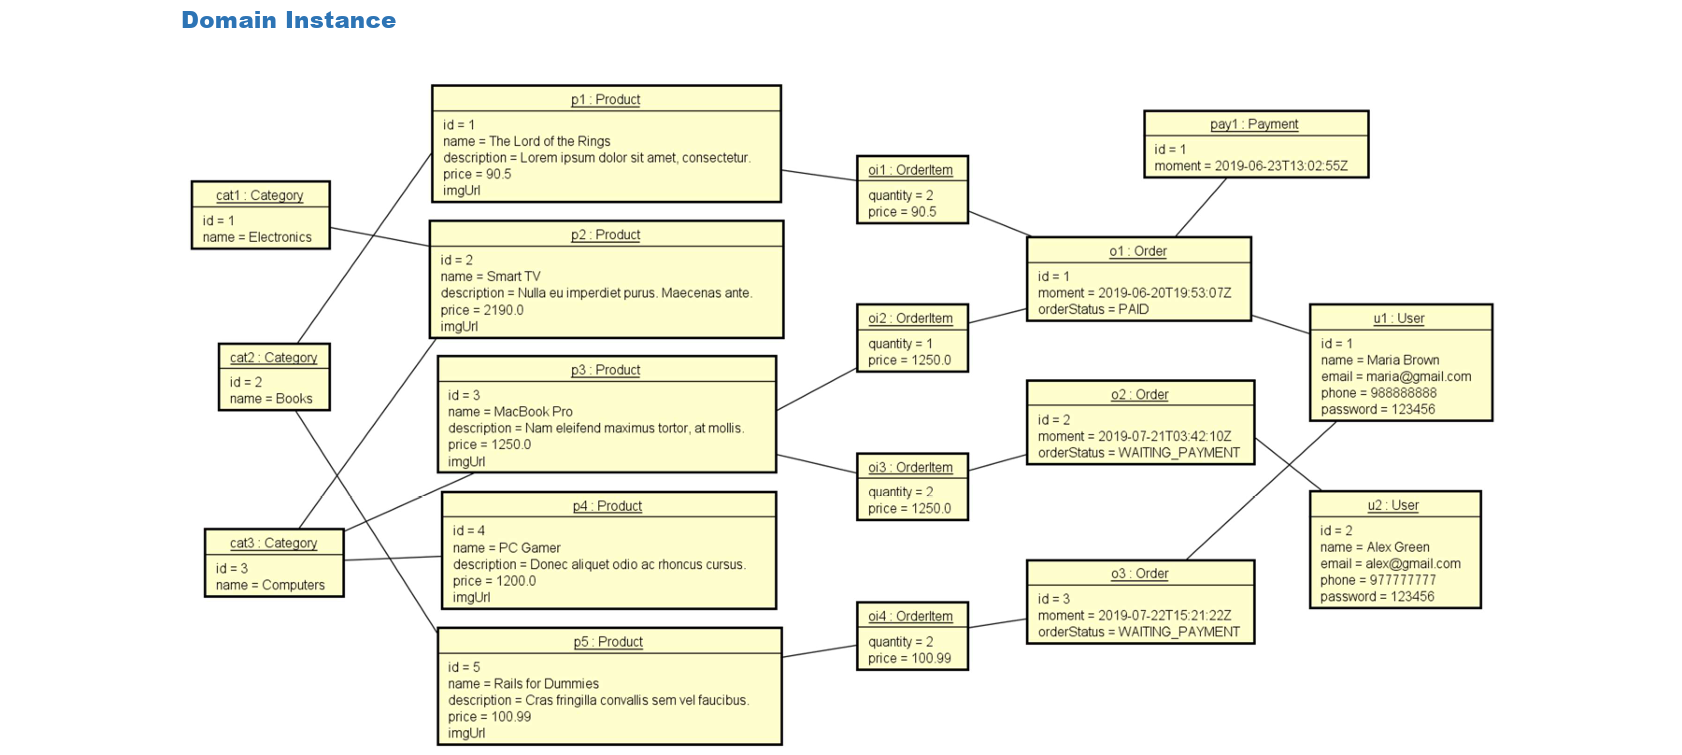 Domain Instance
p1 : Product
id = 1
name = The Lord of the Rings
description = Lorem ipsum dolor sit amet, consectetur.
price = 90.5
imgUrl
pay1 : Payment
id = 1
moment = 2019-06-23T13:02:55Z
oi1 : OrderItem
quantity = 2
price = 90.5
cat1 : Category
id = 1
name = Electronics
p2 : Product
id = 2
name = Smart TV
description = Nulla eu imperdiet purus. Maecenas ante.
price = 2190.0
imgUrl
o1 : Order
id = 1
moment = 2019-06-20T19:53:07Z
orderStatus = PAID
oi2 : OrderItem
quantity = 1
price = 1250.0
u1 : User
id = 1
name = Maria Brown
email = maria@gmail.com
phone = 988888888
password = 123456
cat2 : Category
id = 2
name = Books
p3 : Product
id = 3
name = MacBook Pro
description = Nam eleifend maximus tortor, at mollis.
price = 1250.0
imgUrl
o2 : Order
id = 2
moment = 2019-07-21T03:42:10Z
orderStatus = WAITING_PAYMENT
oi3 : OrderItem
quantity = 2
price = 1250.0
p4 : Product
id = 4
name = PC Gamer
description = Donec aliquet odio ac rhoncus cursus.
price = 1200.0
imgUrl
u2 : User
id = 2
name = Alex Green
email = alex@gmail.com
phone = 977777777
password = 123456
cat3 : Category
id = 3
name = Computers
o3 : Order
id = 3
moment = 2019-07-22T15:21:22Z
orderStatus = WAITING_PAYMENT
oi4 : OrderItem
quantity = 2
price = 100.99
p5 : Product
id = 5
name = Rails for Dummies
description = Cras fringilla convallis sem vel faucibus.
price = 100.99
imgUrl